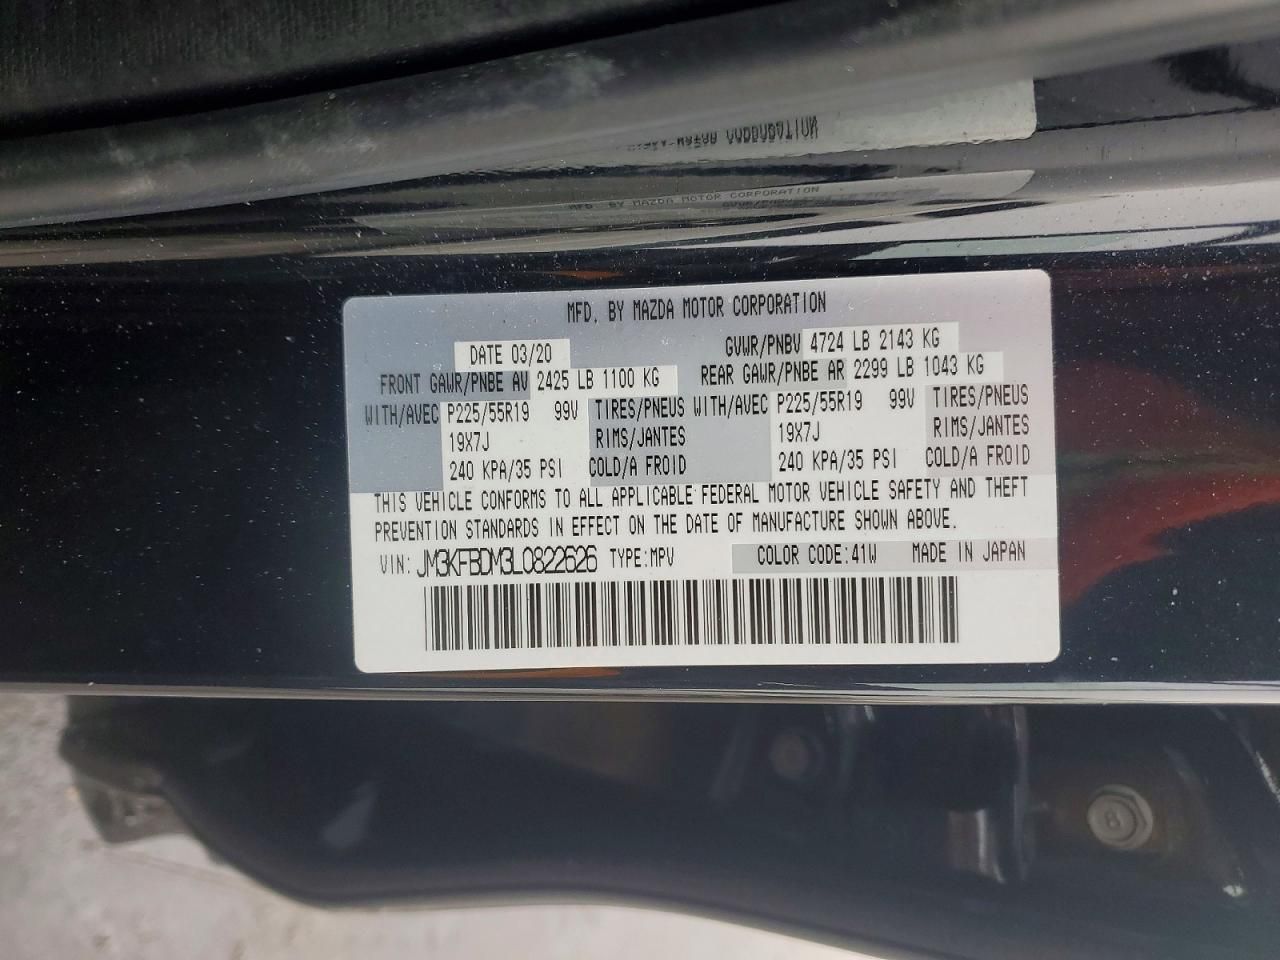 MFD. BY MAZDA MOTOR CORPORATION
DATE 03/20 GVWR/PNBV 4724 LB 2143 KG
FRONT GAWR/PNBE AV 2425 LB 1100 KG REAR GAWR/PNBE AR 2299 LB 1043 KG
WITH/AVEC P225/55R19 99V TIRES/PNEUS WITH/AVEC P225/55R19 99V TIRES/PNEUS
19X7J RIMS/JANTES 19X7J RIMS/JANTES
240 KPA/35 PSI COLD/A FROID 240 KPA/35 PSI COLD/A FROID
THIS VEHICLE CONFORMS TO ALL APPLICABLE FEDERAL MOTOR VEHICLE SAFETY AND THEFT
PREVENTION STANDARDS IN EFFECT ON THE DATE OF MANUFACTURE SHOWN ABOVE.
VIN: JM3KFBDM3L0822626 TYPE:MPV COLOR CODE:41W MADE IN JAPAN
8